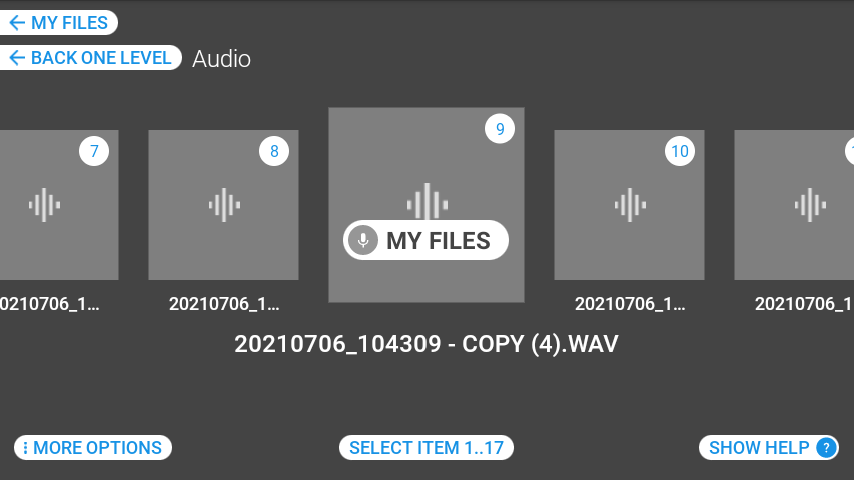 MY FILES
BACK ONE LEVEL Audio
7
8
9
10
MY FILES
0210706_1...
20210706_1...
20210706_1...
20210706_1
20210706_104309 - COPY (4).WAV
MORE OPTIONS
SELECT ITEM 1..17
SHOW HELP ?